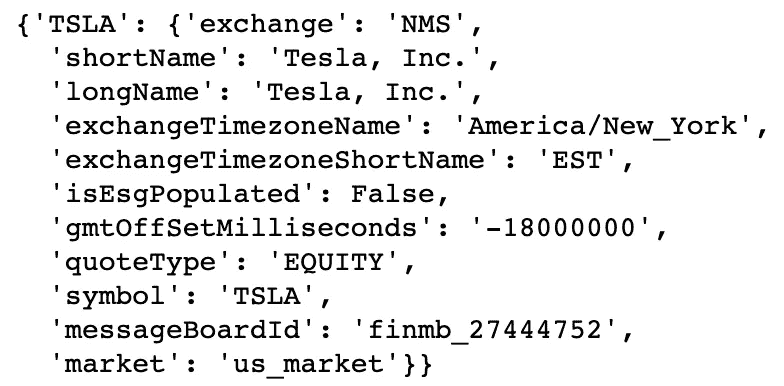 {'TSLA': {'exchange': 'NMS',
'shortName': 'Tesla, Inc.',
'longName': 'Tesla, Inc.',
'exchangeTimezoneName': 'America/New_York',
'exchangeTimezoneShortName': 'EST',
'isEsgPopulated': False,
'gmtOffSetMilliseconds': '-18000000',
'quoteType': 'EQUITY',
'symbol': 'TSLA',
'messageBoardId': 'finmb_27444752',
'market': 'us_market'}}